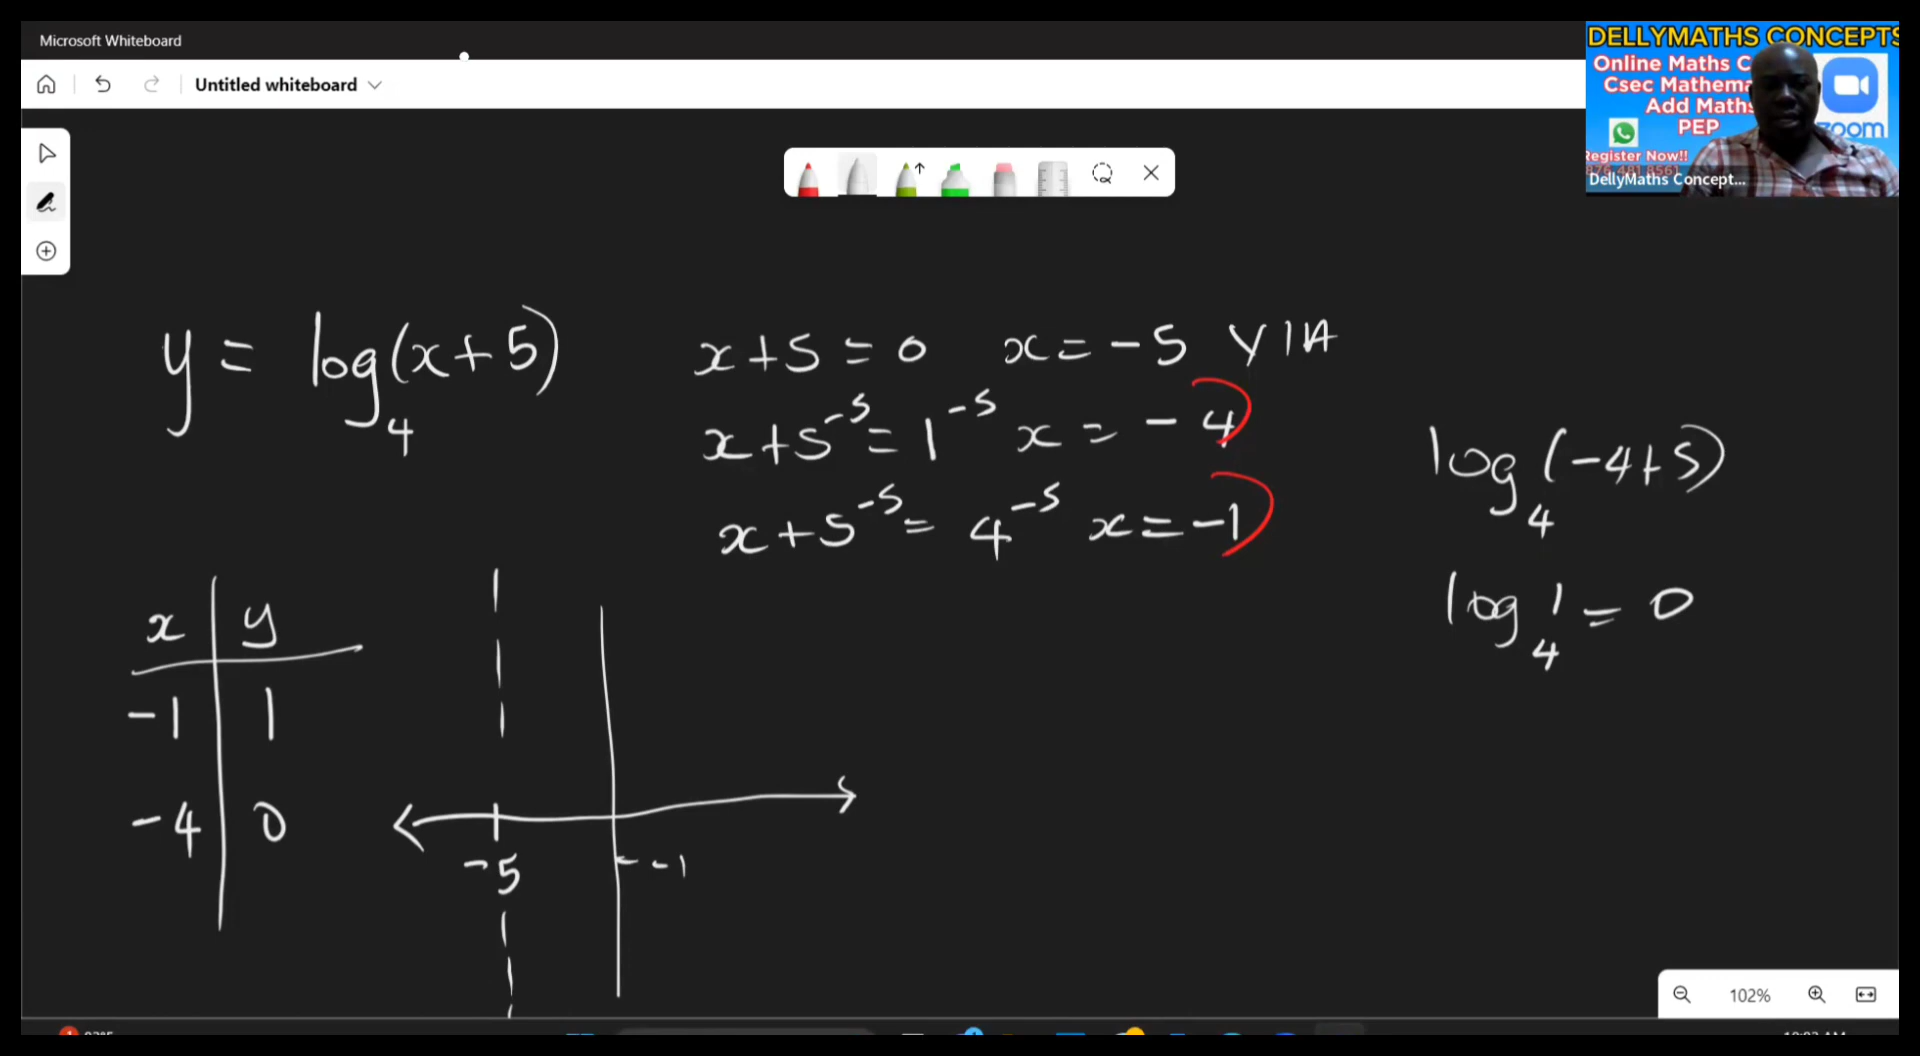 Microsoft Whiteboard
Untitled whiteboard
DELLYMATHS CONCEPTS
Online Maths C
Csec Mathema
Add Maths
PEP
zoom
Register Now!!
DellyMaths Concept...
y = log₄(x+5)
x+5=0 x=-5 VIA
x+5⁻⁵=1⁻⁵ x=-4
x+5⁻⁵=4⁻⁵ x=-1
log₄(-4+5)
log₄1=0
x y
-1 1
-4 0
-5
-1
102%